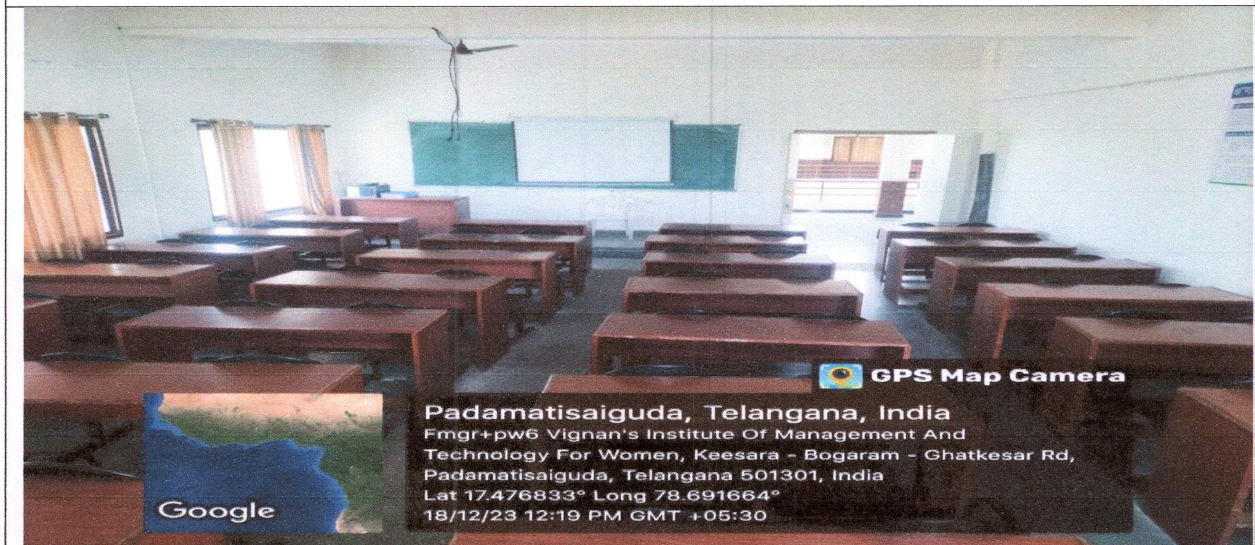 GPS Map Camera
Padamatisaiguda, Telangana, India
Fmgr+pw6 Vignan's Institute Of Management And
Technology For Women, Keesara - Bogaram - Ghatkesar Rd,
Padamatisaiguda, Telangana 501301, India
Lat 17.476833° Long 78.691664°
18/12/23 12:19 PM GMT +05:30
Google